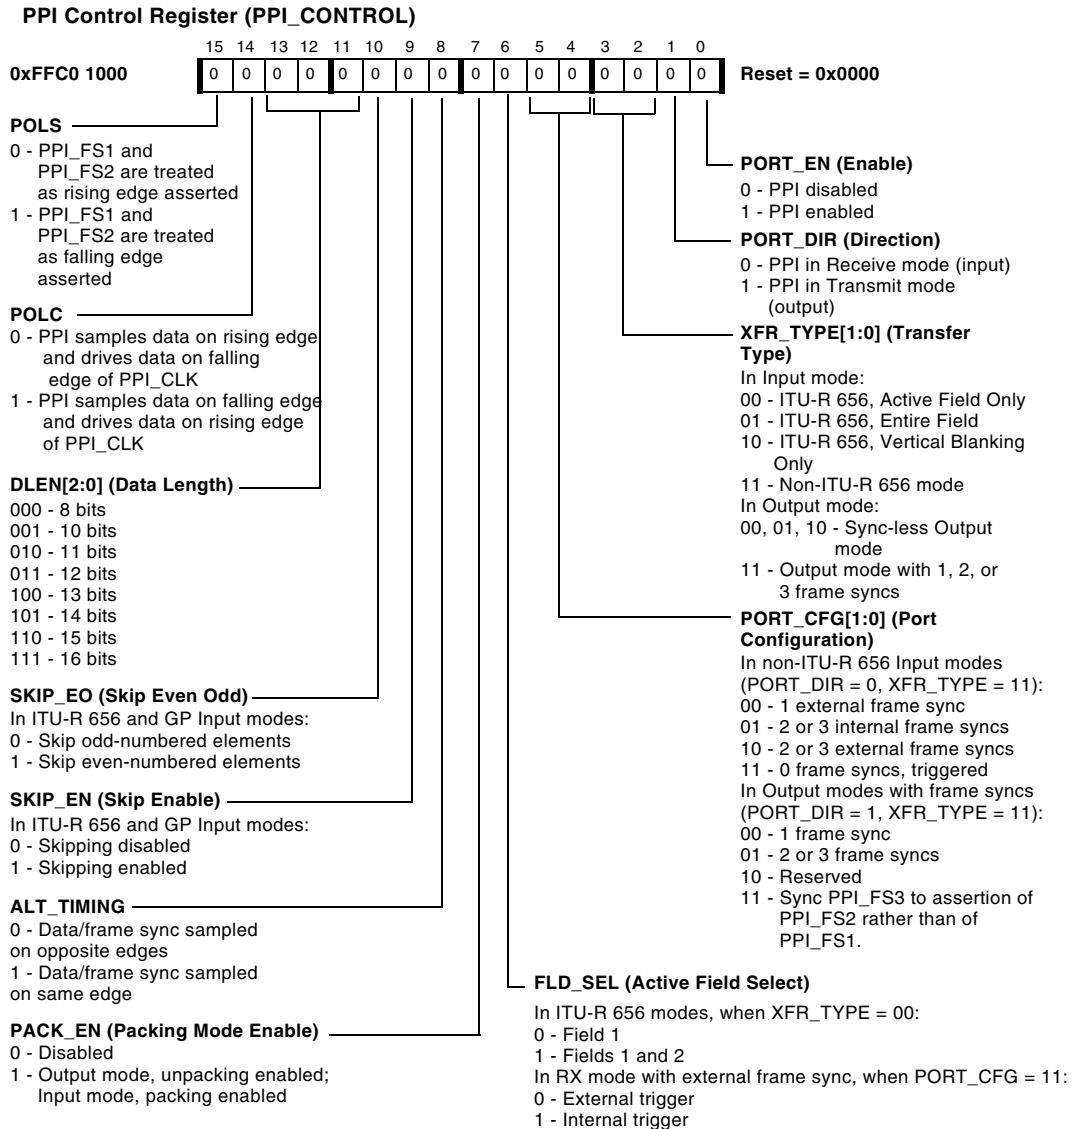 PPI Control Register (PPI_CONTROL)
15 14 13 12 11 10 9 8 7 6 5 4 3 2 1 0
0xFFC0 1000
0 0 0 0 0 0 0 0 0 0 0 0 0 0 0 0
Reset = 0x0000
POLS
0 - PPI_FS1 and
PPI_FS2 are treated
as rising edge asserted
1 - PPI_FS1 and
PPI_FS2 are treated
as falling edge
asserted
POLC
0 - PPI samples data on rising edge
and drives data on falling
edge of PPI_CLK
1 - PPI samples data on falling edge
and drives data on rising edge
of PPI_CLK
DLEN[2:0] (Data Length)
000 - 8 bits
001 - 10 bits
010 - 11 bits
011 - 12 bits
100 - 13 bits
101 - 14 bits
110 - 15 bits
111 - 16 bits
SKIP_EO (Skip Even Odd)
In ITU-R 656 and GP Input modes:
0 - Skip odd-numbered elements
1 - Skip even-numbered elements
SKIP_EN (Skip Enable)
In ITU-R 656 and GP Input modes:
0 - Skipping disabled
1 - Skipping enabled
ALT_TIMING
0 - Data/frame sync sampled
on opposite edges
1 - Data/frame sync sampled
on same edge
PACK_EN (Packing Mode Enable)
0 - Disabled
1 - Output mode, unpacking enabled;
Input mode, packing enabled
PORT_EN (Enable)
0 - PPI disabled
1 - PPI enabled
PORT_DIR (Direction)
0 - PPI in Receive mode (input)
1 - PPI in Transmit mode
(output)
XFR_TYPE[1:0] (Transfer
Type)
In Input mode:
00 - ITU-R 656, Active Field Only
01 - ITU-R 656, Entire Field
10 - ITU-R 656, Vertical Blanking
Only
11 - Non-ITU-R 656 mode
In Output mode:
00, 01, 10 - Sync-less Output
mode
11 - Output mode with 1, 2, or
3 frame syncs
PORT_CFG[1:0] (Port
Configuration)
In non-ITU-R 656 Input modes
(PORT_DIR = 0, XFR_TYPE = 11):
00 - 1 external frame sync
01 - 2 or 3 internal frame syncs
10 - 2 or 3 external frame syncs
11 - 0 frame syncs, triggered
In Output modes with frame syncs
(PORT_DIR = 1, XFR_TYPE = 11):
00 - 1 frame sync
01 - 2 or 3 frame syncs
10 - Reserved
11 - Sync PPI_FS3 to assertion of
PPI_FS2 rather than of
PPI_FS1.
FLD_SEL (Active Field Select)
In ITU-R 656 modes, when XFR_TYPE = 00:
0 - Field 1
1 - Fields 1 and 2
In RX mode with external frame sync, when PORT_CFG = 11:
0 - External trigger
1 - Internal trigger